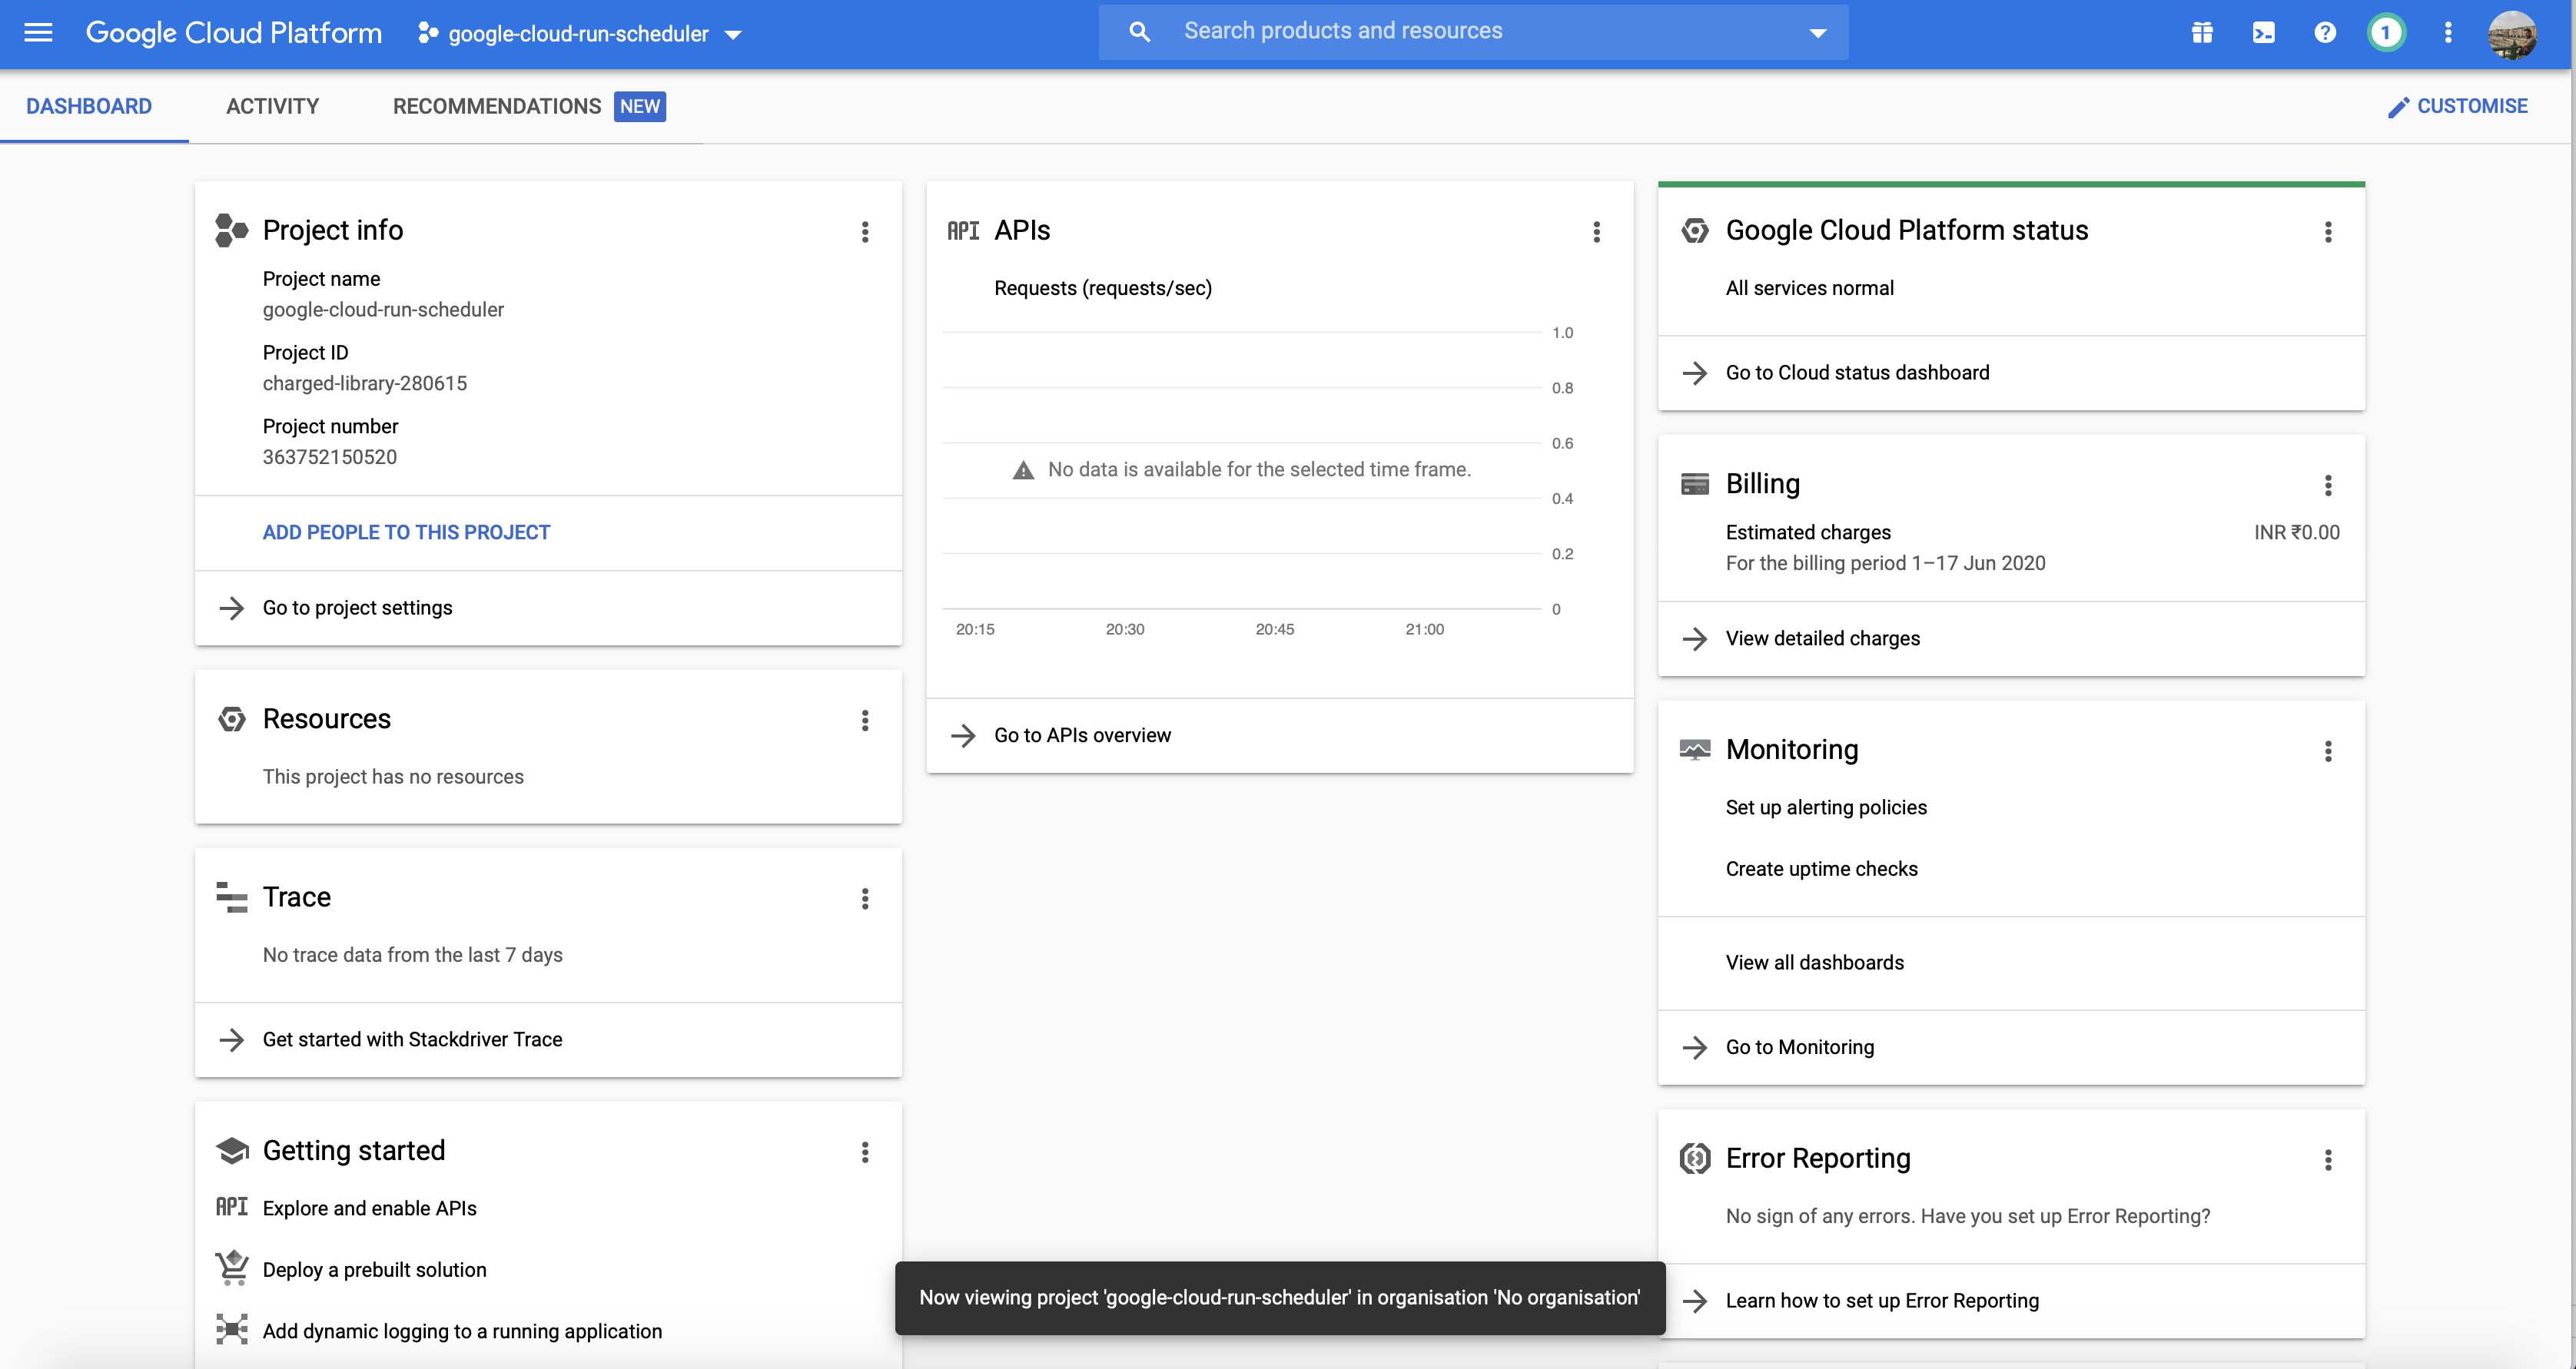 Google Cloud Platform
google-cloud-run-scheduler
Search products and resources
1
DASHBOARD
ACTIVITY
RECOMMENDATIONS NEW
CUSTOMISE
Project info
Project name
google-cloud-run-scheduler
Project ID
charged-library-280615
Project number
363752150520
ADD PEOPLE TO THIS PROJECT
Go to project settings
Resources
This project has no resources
Trace
No trace data from the last 7 days
Get started with Stackdriver Trace
Getting started
API Explore and enable APIs
Deploy a prebuilt solution
Add dynamic logging to a running application
API APIs
Requests (requests/sec)
1.0
0.8
0.6
No data is available for the selected time frame.
0.4
0.2
0
20:15 20:30 20:45 21:00
Go to APIs overview
Google Cloud Platform status
All services normal
Go to Cloud status dashboard
Billing
Estimated charges INR ₹0.00
For the billing period 1–17 Jun 2020
View detailed charges
Monitoring
Set up alerting policies
Create uptime checks
View all dashboards
Go to Monitoring
Error Reporting
No sign of any errors. Have you set up Error Reporting?
Learn how to set up Error Reporting
Now viewing project 'google-cloud-run-scheduler' in organisation 'No organisation'